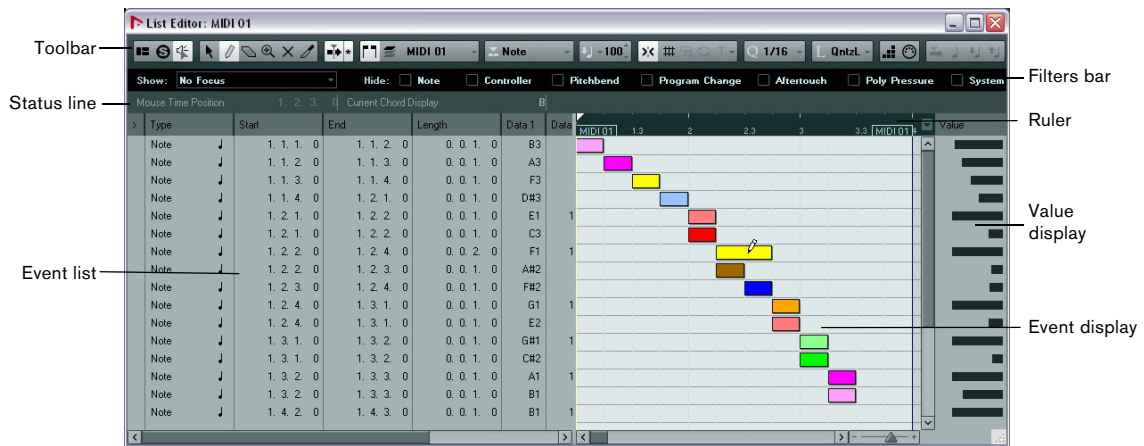 List Editor: MIDI 01
Toolbar
MIDI 01 Note 100 1/16 QntzL
Show: No Focus Hide: Note Controller Pitchbend Program Change Aftertouch Poly Pressure System
Filters bar
Status line
Mouse Time Position 1. 2. 3. 0 Current Chord Display B
Ruler
> Type Start End Length Data 1 Data MIDI 01 1.3 2 2.3 3 3.3 MIDI 01 4 Value
Note 1. 1. 1. 0 1. 1. 2. 0 0. 0. 1. 0 B3
Note 1. 1. 2. 0 1. 1. 3. 0 0. 0. 1. 0 A3
Note 1. 1. 3. 0 1. 1. 4. 0 0. 0. 1. 0 F3
Note 1. 1. 4. 0 1. 2. 1. 0 0. 0. 1. 0 D#3
Note 1. 2. 1. 0 1. 2. 2. 0 0. 0. 1. 0 E1 1
Value
display
Note 1. 2. 1. 0 1. 2. 2. 0 0. 0. 1. 0 C3
Note 1. 2. 2. 0 1. 2. 4. 0 0. 0. 2. 0 F1 1
Event list
Note 1. 2. 2. 0 1. 2. 3. 0 0. 0. 1. 0 A#2
Note 1. 2. 3. 0 1. 2. 4. 0 0. 0. 1. 0 F#2
Note 1. 2. 4. 0 1. 3. 1. 0 0. 0. 1. 0 G1 1
Note 1. 2. 4. 0 1. 3. 1. 0 0. 0. 1. 0 E2
Event display
Note 1. 3. 1. 0 1. 3. 2. 0 0. 0. 1. 0 G#1 1
Note 1. 3. 1. 0 1. 3. 2. 0 0. 0. 1. 0 C#2
Note 1. 3. 2. 0 1. 3. 3. 0 0. 0. 1. 0 A1 1
Note 1. 3. 2. 0 1. 3. 3. 0 0. 0. 1. 0 B1
Note 1. 4. 2. 0 1. 4. 3. 0 0. 0. 1. 0 B1 1